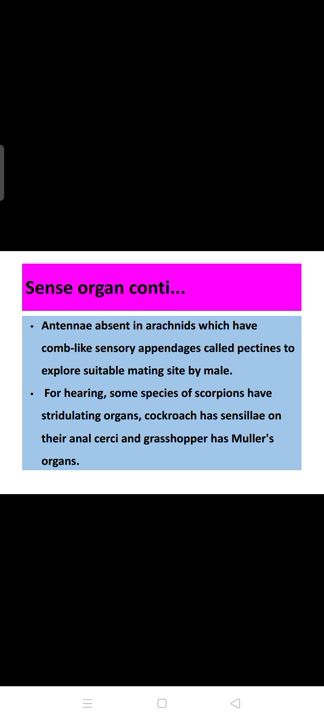 Sense organ conti...
• Antennae absent in arachnids which have
comb-like sensory appendages called pectines to
explore suitable mating site by male.
• For hearing, some species of scorpions have
stridulating organs, cockroach has sensillae on
their anal cerci and grasshopper has Muller's
organs.